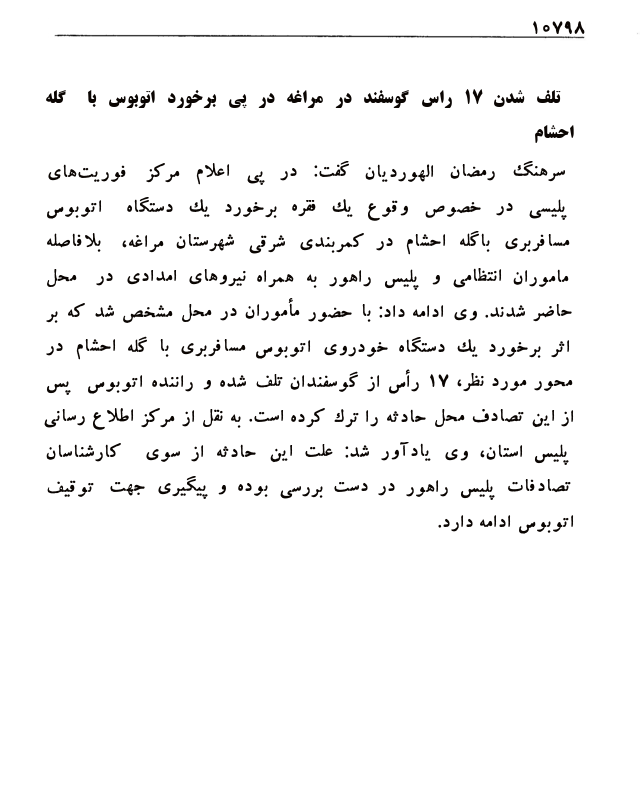 ۱۰۷۹۸
تلف شدن ۱۷ راس گوسفند در مراغه در پی برخورد اتوبوس با گله
احشام
سرهنگ رمضان الهوردیان گفت: در پی اعلام مرکز فوریت‌های
پلیسی در خصوص وقوع یك فقره برخورد یك دستگاه اتوبوس
مسافربری باگله احشام در کمربندی شرقی شهرستان مراغه، بلافاصله
ماموران انتظامی و پلیس راهور به همراه نیروهای امدادی در محل
حاضر شدند. وی ادامه داد: با حضور مأموران در محل مشخص شد که بر
اثر برخورد یك دستگاه خودروی اتوبوس مسافربری با گله احشام در
محور مورد نظر، ۱۷ رأس از گوسفندان تلف شده و راننده اتوبوس پس
از این تصادف محل حادثه را ترك کرده است. به نقل از مرکز اطلاع رسانی
پلیس استان، وی یادآور شد: علت این حادثه از سوی کارشناسان
تصادفات پلیس راهور در دست بررسی بوده و پیگیری جهت توقیف
اتوبوس ادامه دارد.